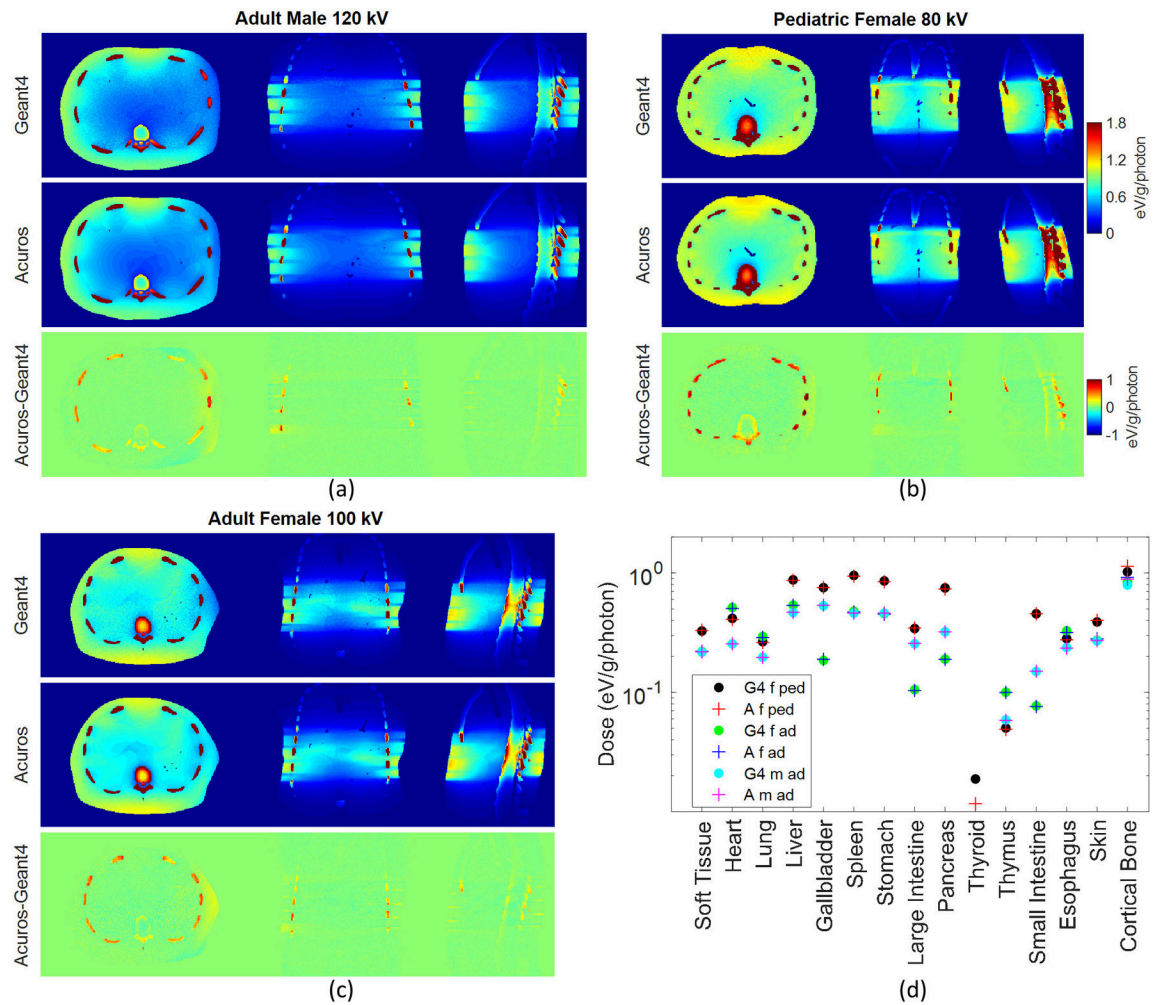 Adult Male 120 kV
Geant4
Acuros
Acuros-Geant4
(a)
Pediatric Female 80 kV
Geant4
1.8
1.2
0.6
0
eV/g/photon
Acuros
Acuros-Geant4
1
0
-1
eV/g/photon
(b)
Adult Female 100 kV
Geant4
Acuros
Acuros-Geant4
(c)
Dose (eV/g/photon)
10^0
10^-1
G4 f ped
A f ped
G4 f ad
A f ad
G4 m ad
A m ad
Soft Tissue
Heart
Lung
Liver
Gallbladder
Spleen
Stomach
Large Intestine
Pancreas
Thyroid
Thymus
Small Intestine
Esophagus
Skin
Cortical Bone
(d)